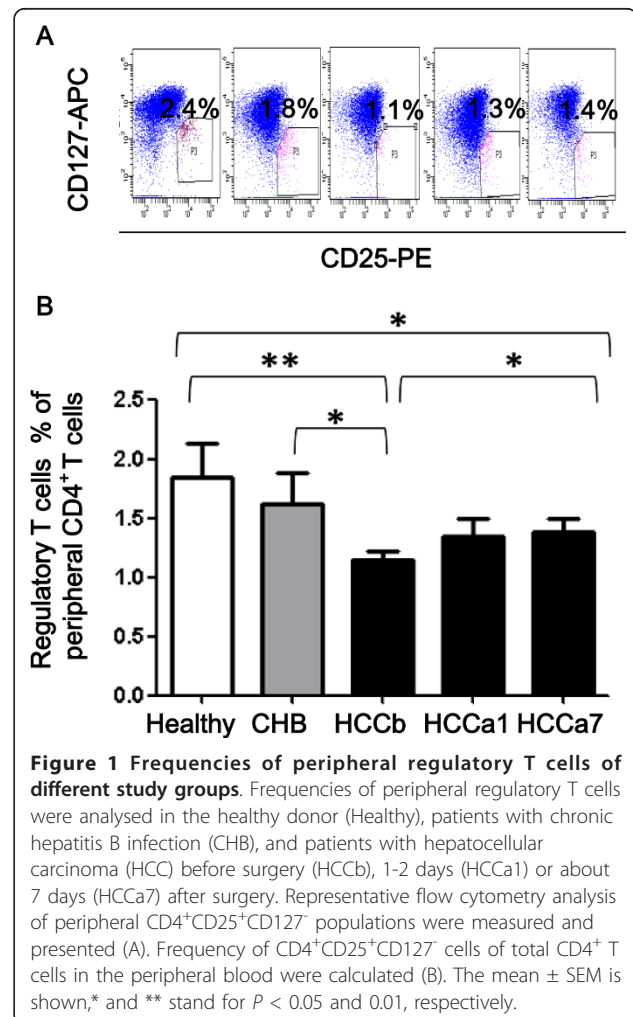 A
CD127-APC
2.4% 1.8% 1.1% 1.3% 1.4%
P3 P3 P3 P3 P3
CD25-PE
B
* 
** *
*
Regulatory T cells % of
peripheral CD4⁺ T cells
2.5
2.0
1.5
1.0
0.5
0.0
Healthy CHB HCCb HCCa1 HCCa7
Figure 1 Frequencies of peripheral regulatory T cells of
different study groups. Frequencies of peripheral regulatory T cells
were analysed in the healthy donor (Healthy), patients with chronic
hepatitis B infection (CHB), and patients with hepatocellular
carcinoma (HCC) before surgery (HCCb), 1-2 days (HCCa1) or about
7 days (HCCa7) after surgery. Representative flow cytometry analysis
of peripheral CD4⁺CD25⁺CD127⁻ populations were measured and
presented (A). Frequency of CD4⁺CD25⁺CD127⁻ cells of total CD4⁺ T
cells in the peripheral blood were calculated (B). The mean ± SEM is
shown,* and ** stand for P < 0.05 and 0.01, respectively.